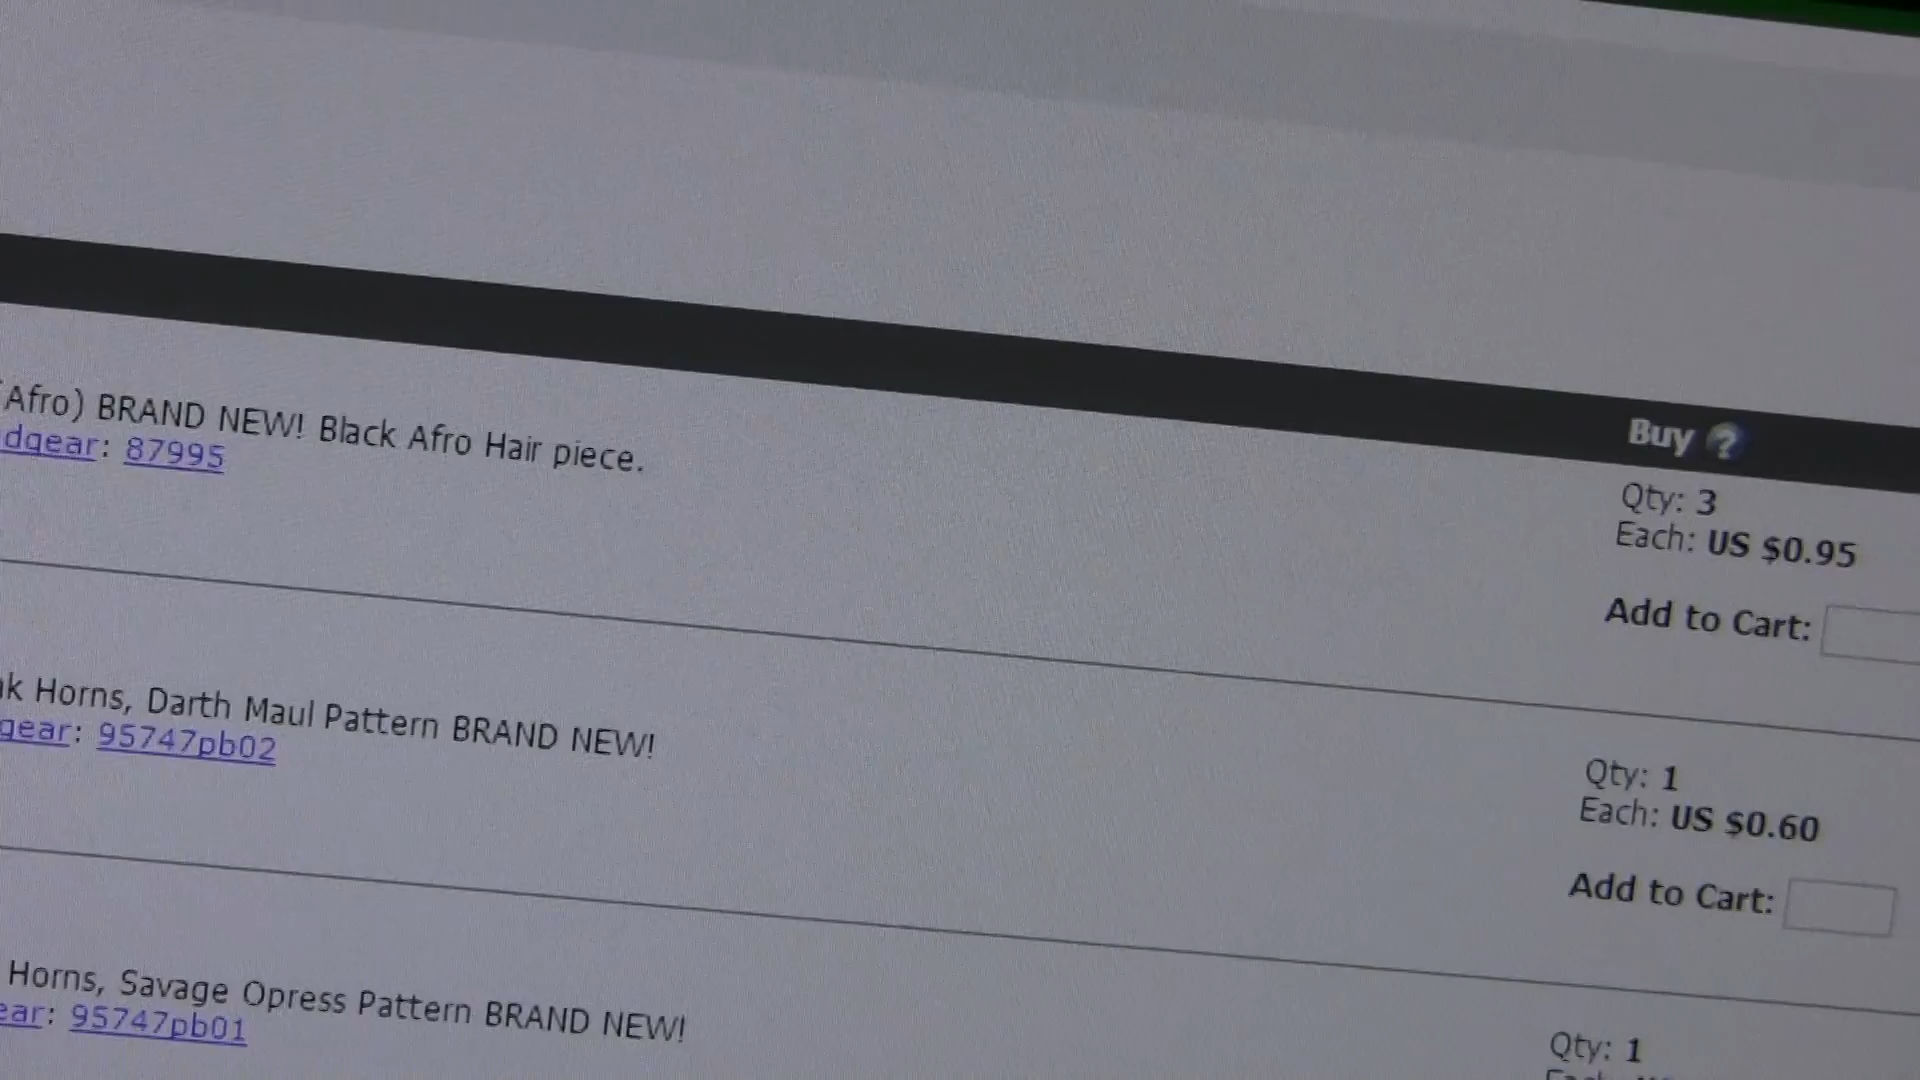 Buy ?
Afro) BRAND NEW! Black Afro Hair piece.
dgear: 87995
Qty: 3
Each: US $0.95
Add to Cart:
Horns, Darth Maul Pattern BRAND NEW!
gear: 95747pb02
Qty: 1
Each: US $0.60
Add to Cart:
Horns, Savage Opress Pattern BRAND NEW!
ear: 95747pb01
Qty: 1